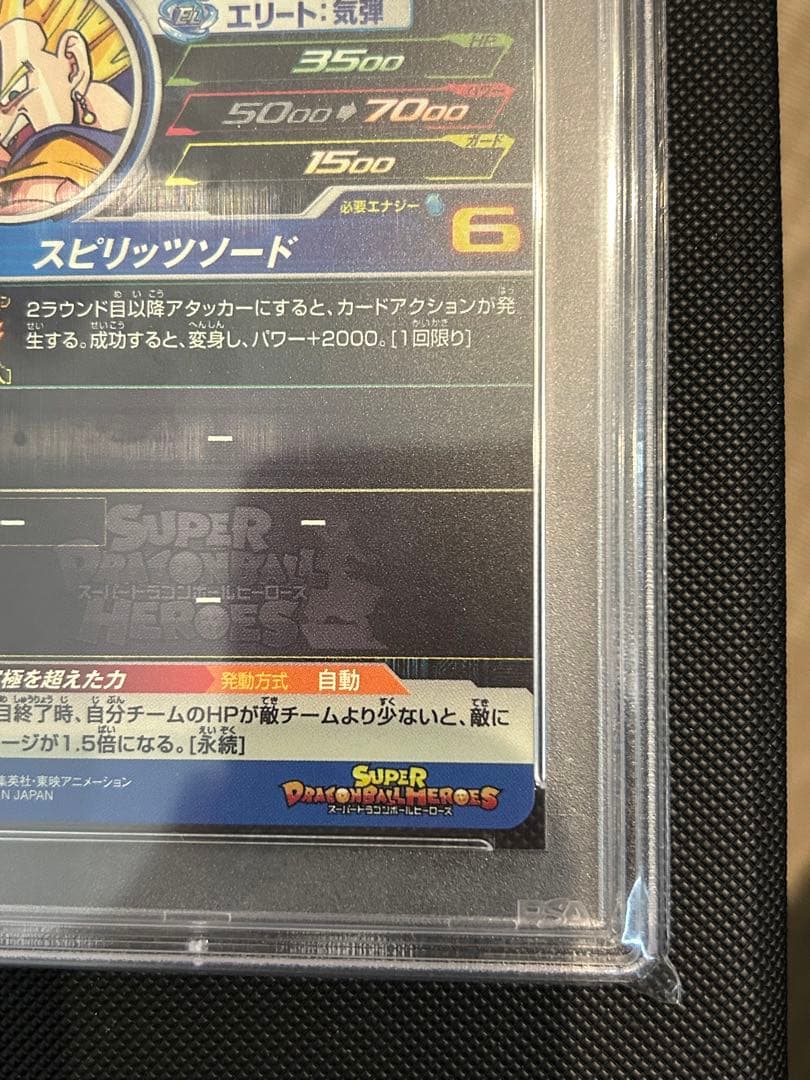 エリート：気弾
HP
3500
パワー
5000 7000
ガード
1500
必要エナジー 6
スピリッツソード
2ラウンド目以降アタッカーにすると、カードアクションが発
生する。成功すると、変身し、パワー+2000。[1回限り]
SUPER
DRAGONBALL
スーパードラゴンボールヒーローズ
HEROES
極を超えた力 発動方式 自動
目終了時、自分チームのHPが敵チームより少ないと、敵に
ージが1.5倍になる。[永続]
集英社・東映アニメーション
N JAPAN
SUPER
DRAGONBALL HEROES
スーパードラゴンボールヒーローズ
PSA